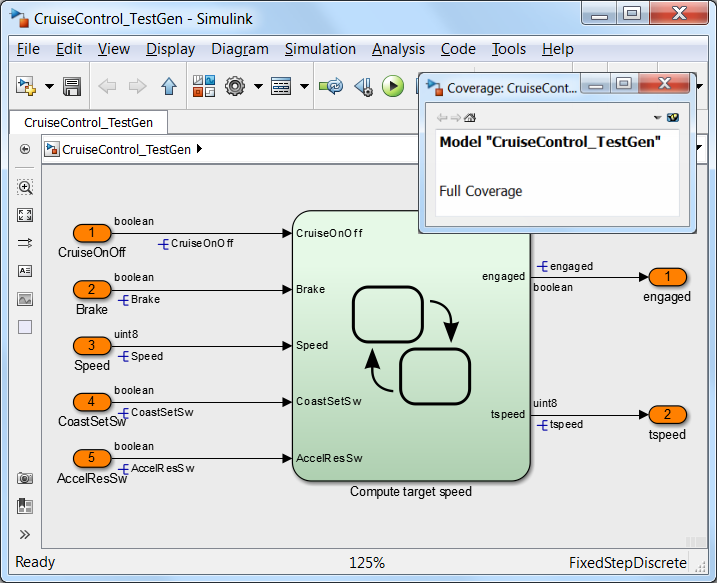 CruiseControl_TestGen - Simulink
File Edit View Display Diagram Simulation Analysis Code Tools Help
Coverage: CruiseCont...
CruiseControl_TestGen
Model "CruiseControl_TestGen"
CruiseControl_TestGen
Full Coverage
boolean
1
CruiseOnOff
CruiseOnOff
CruiseOnOff
boolean
2
Brake
Brake
Brake
uint8
3
Speed
Speed
Speed
boolean
4
CoastSetSw
CoastSetSw
CoastSetSw
boolean
5
AccelResSw
AccelResSw
AccelResSw
engaged
engaged
boolean
1
engaged
tspeed
uint8
tspeed
2
tspeed
Compute target speed
Ready 125% FixedStepDiscrete